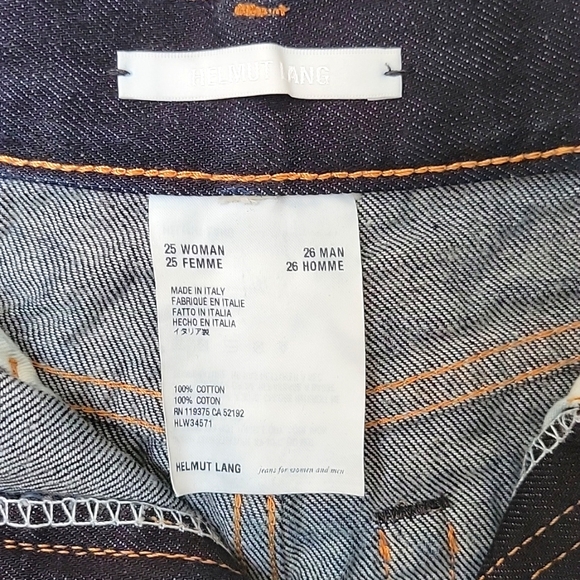 HELMUT LANG
25 WOMAN 26 MAN
25 FEMME 26 HOMME
MADE IN ITALY
FABRIQUÉ EN ITALIE
FATTO IN ITALIA
HECHO EN ITALIA
イタリア製
100% COTTON
100% COTON
RN 119375 CA 52192
HLW34571
HELMUT LANG jeans for women and men